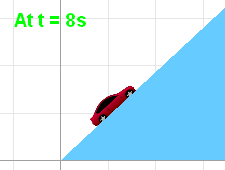 At t = 8s